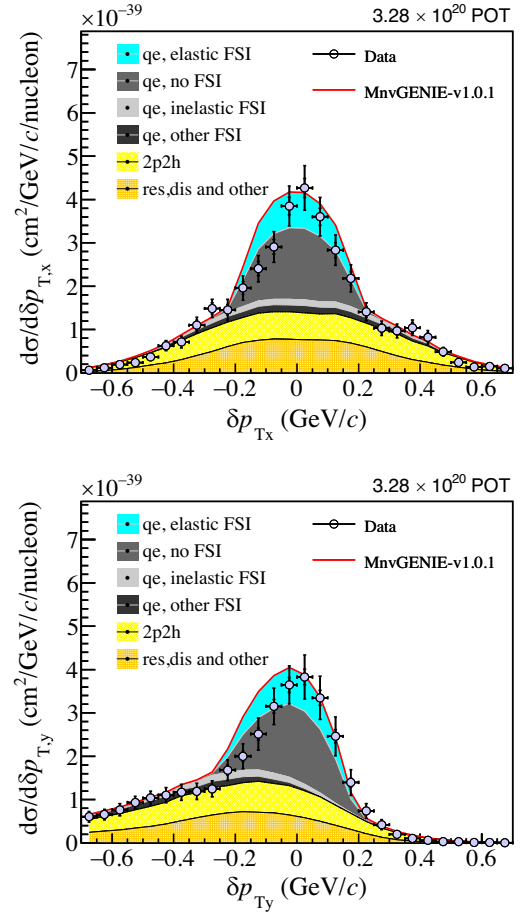 ×10⁻³⁹
3.28 × 10²⁰ POT
qe, elastic FSI
qe, no FSI
qe, inelastic FSI
qe, other FSI
2p2h
res,dis and other
Data
MnvGENIE-v1.0.1
dσ/dδp_T,x (cm²/GeV/c/nucleon)
7
6
5
4
3
2
1
0
−0.6 −0.4 −0.2 0 0.2 0.4 0.6
δp_Tx (GeV/c)
×10⁻³⁹
3.28 × 10²⁰ POT
qe, elastic FSI
qe, no FSI
qe, inelastic FSI
qe, other FSI
2p2h
res,dis and other
Data
MnvGENIE-v1.0.1
dσ/dδp_T,y (cm²/GeV/c/nucleon)
7
6
5
4
3
2
1
0
−0.6 −0.4 −0.2 0 0.2 0.4 0.6
δp_Ty (GeV/c)